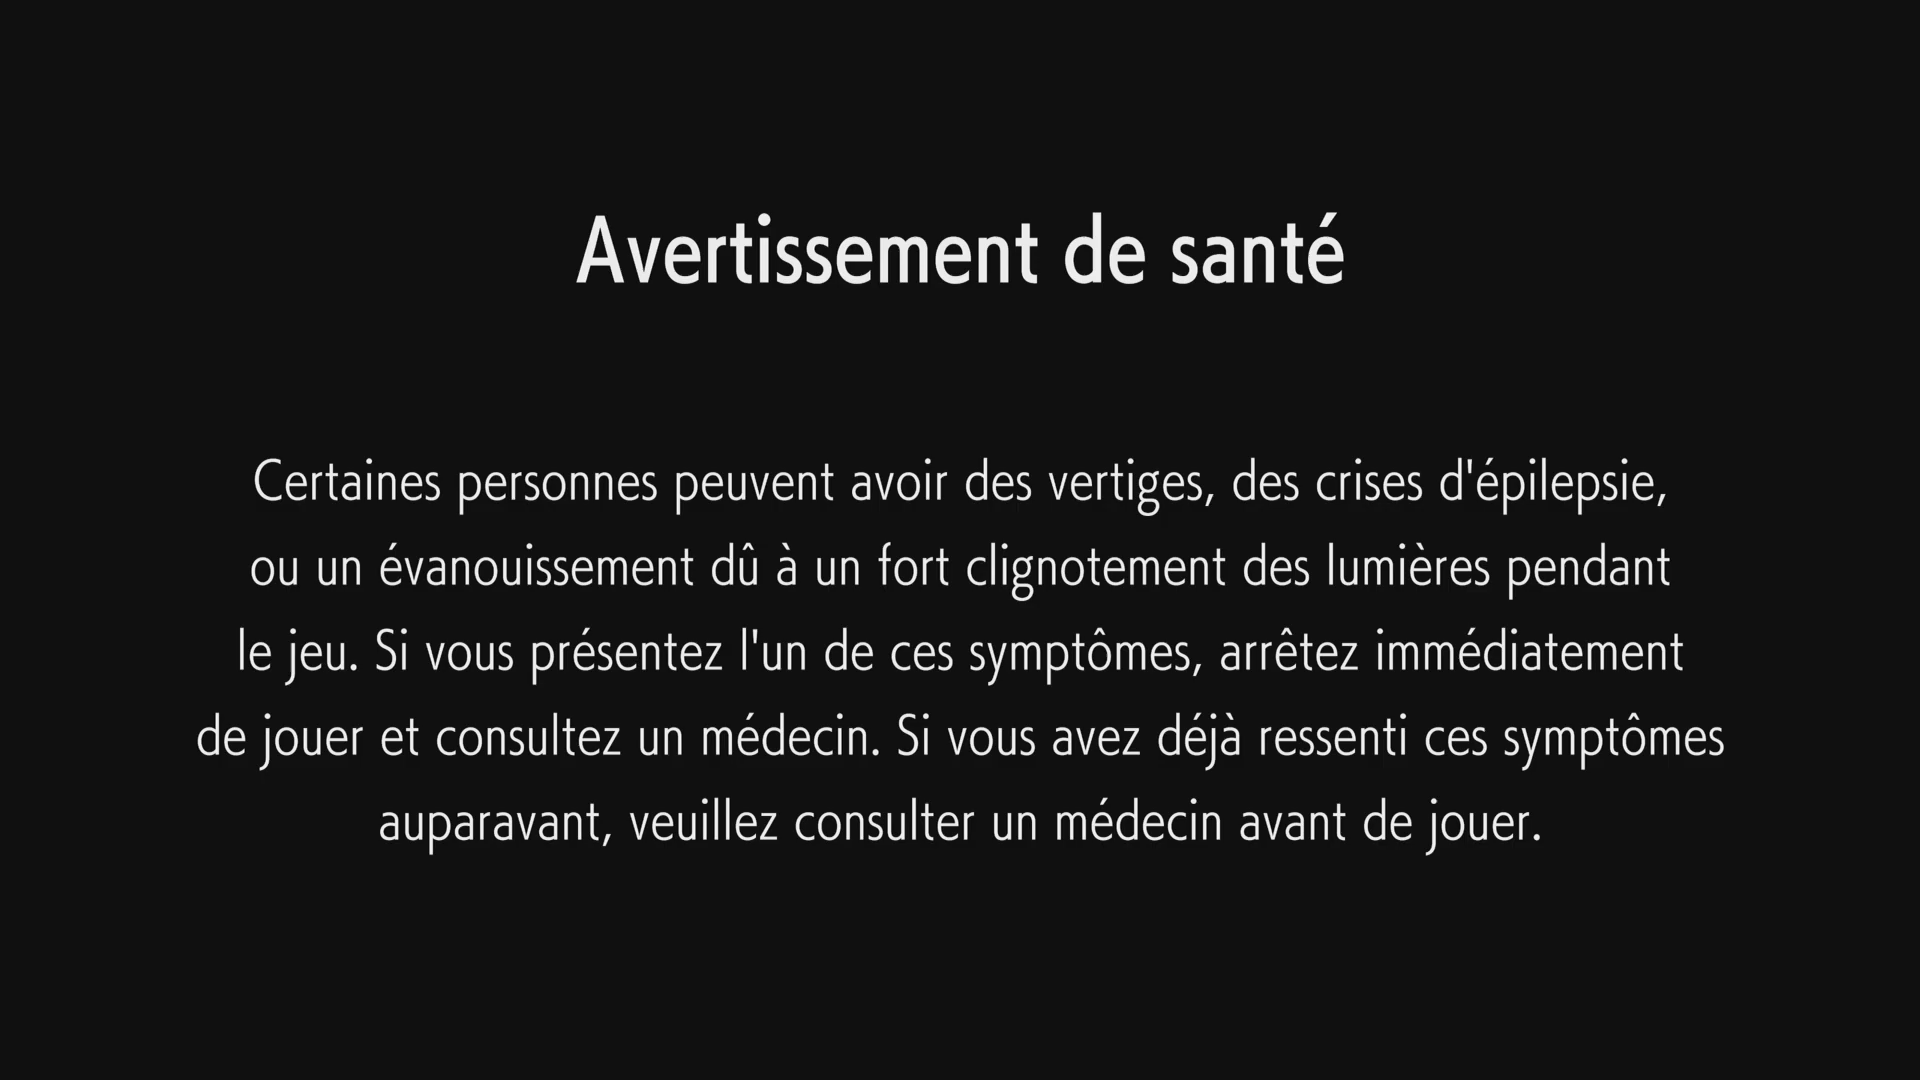 Avertissement de santé
Certaines personnes peuvent avoir des vertiges, des crises d'épilepsie,
ou un évanouissement dû à un fort clignotement des lumières pendant
le jeu. Si vous présentez l'un de ces symptômes, arrêtez immédiatement
de jouer et consultez un médecin. Si vous avez déjà ressenti ces symptômes
auparavant, veuillez consulter un médecin avant de jouer.